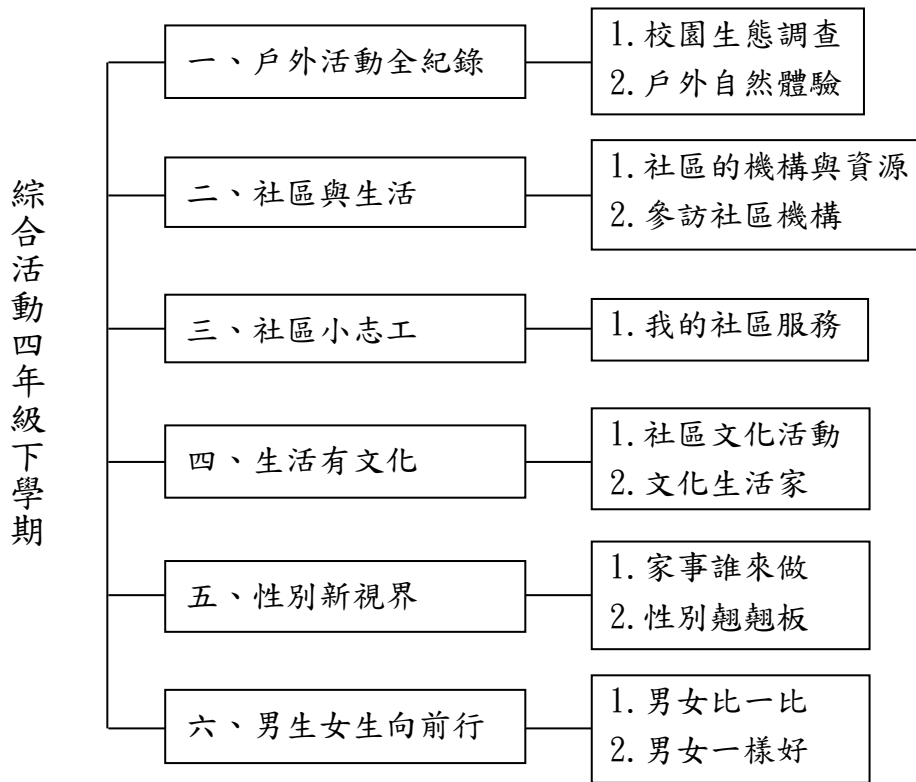 綜合活動四年級下學期
一、戶外活動全紀錄
1.校園生態調查
2.戶外自然體驗
二、社區與生活
1.社區的機構與資源
2.參訪社區機構
三、社區小志工
1.我的社區服務
四、生活有文化
1.社區文化活動
2.文化生活家
五、性別新視界
1.家事誰來做
2.性別翹翹板
六、男生女生向前行
1.男女比一比
2.男女一樣好